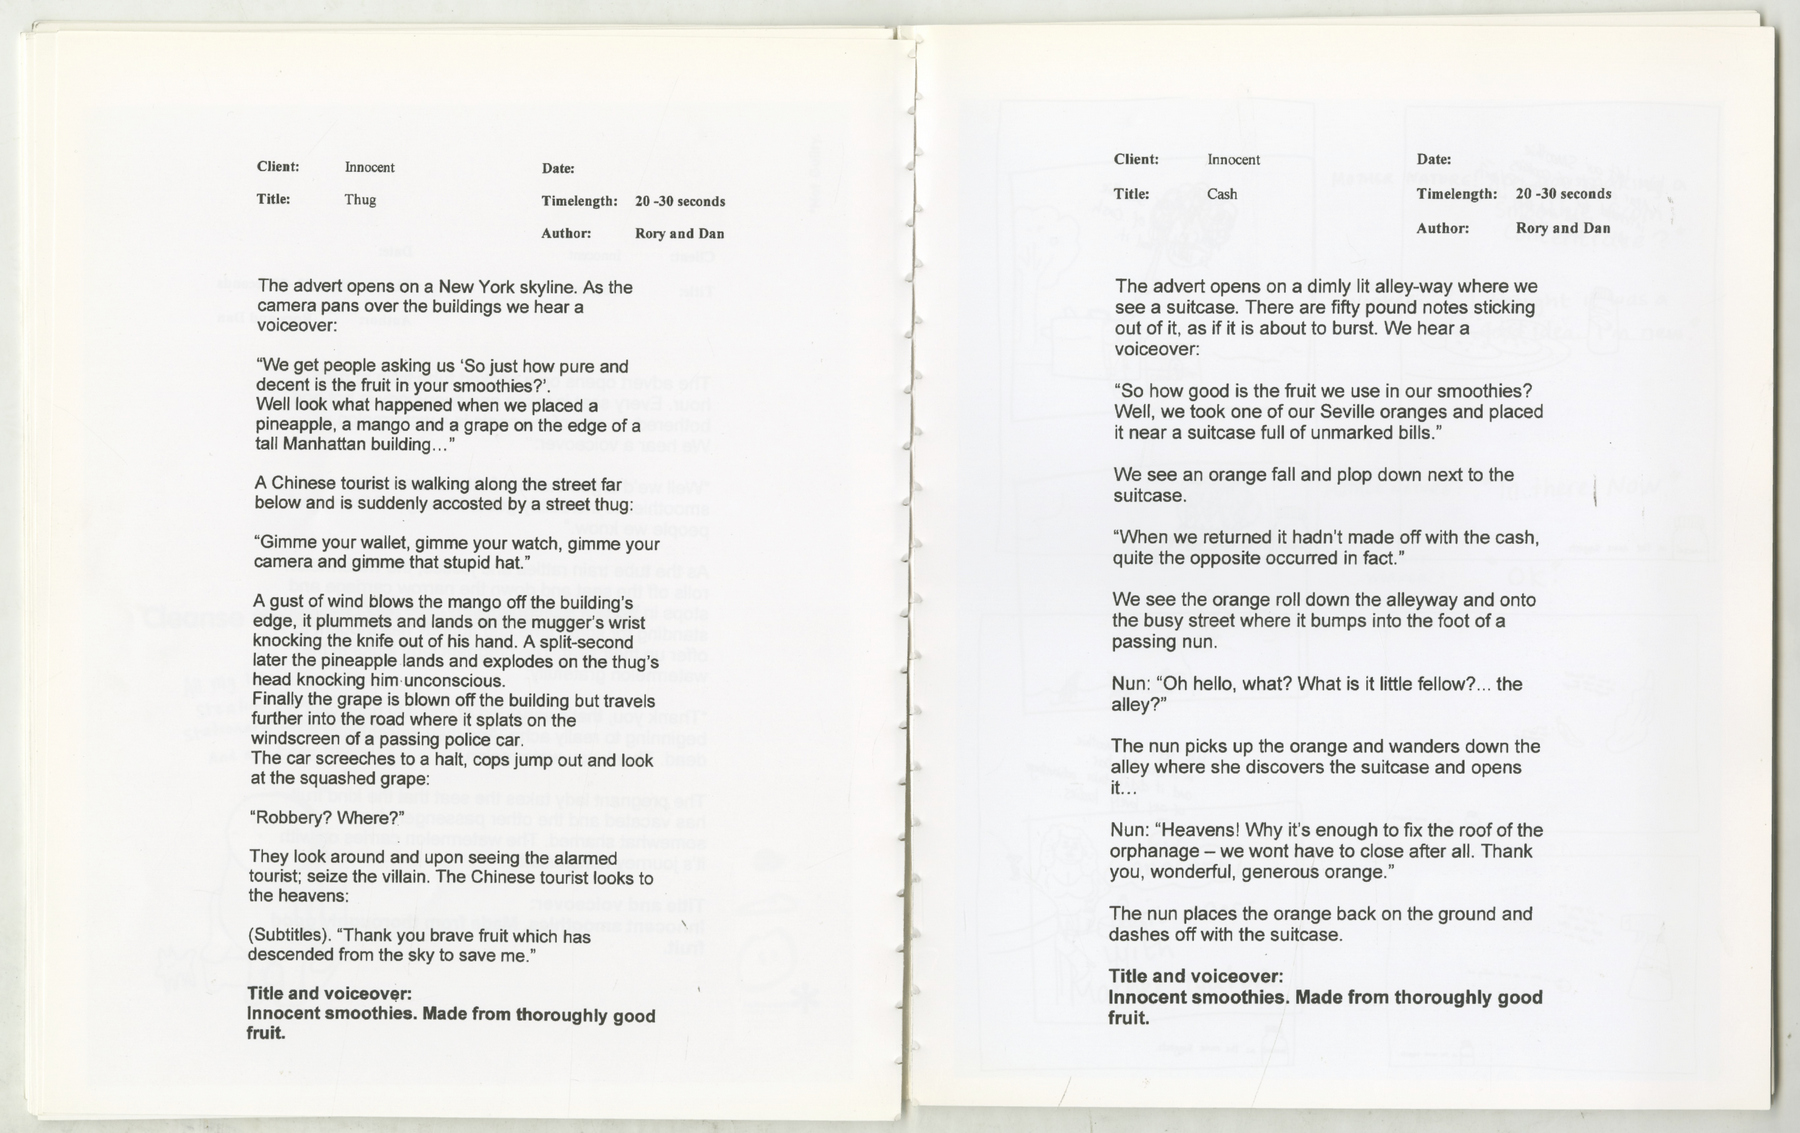 Client: Innocent Date:
Title: Thug Timelength: 20 -30 seconds
Author: Rory and Dan
The advert opens on a New York skyline. As the
camera pans over the buildings we hear a
voiceover:
“We get people asking us ‘So just how pure and
decent is the fruit in your smoothies?’.
Well look what happened when we placed a
pineapple, a mango and a grape on the edge of a
tall Manhattan building…”
A Chinese tourist is walking along the street far
below and is suddenly accosted by a street thug:
“Gimme your wallet, gimme your watch, gimme your
camera and gimme that stupid hat.”
A gust of wind blows the mango off the building’s
edge, it plummets and lands on the mugger’s wrist
knocking the knife out of his hand. A split-second
later the pineapple lands and explodes on the thug’s
head knocking him unconscious.
Finally the grape is blown off the building but travels
further into the road where it splats on the
windscreen of a passing police car.
The car screeches to a halt, cops jump out and look
at the squashed grape:
“Robbery? Where?”
They look around and upon seeing the alarmed
tourist; seize the villain. The Chinese tourist looks to
the heavens:
(Subtitles). “Thank you brave fruit which has
descended from the sky to save me.”
Title and voiceover:
Innocent smoothies. Made from thoroughly good
fruit.
Client: Innocent Date:
Title: Cash Timelength: 20 -30 seconds
Author: Rory and Dan
The advert opens on a dimly lit alley-way where we
see a suitcase. There are fifty pound notes sticking
out of it, as if it is about to burst. We hear a
voiceover:
“So how good is the fruit we use in our smoothies?
Well, we took one of our Seville oranges and placed
it near a suitcase full of unmarked bills.”
We see an orange fall and plop down next to the
suitcase.
“When we returned it hadn’t made off with the cash,
quite the opposite occurred in fact.”
We see the orange roll down the alleyway and onto
the busy street where it bumps into the foot of a
passing nun.
Nun: “Oh hello, what? What is it little fellow?... the
alley?”
The nun picks up the orange and wanders down the
alley where she discovers the suitcase and opens
it…
Nun: “Heavens! Why it’s enough to fix the roof of the
orphanage – we wont have to close after all. Thank
you, wonderful, generous orange.”
The nun places the orange back on the ground and
dashes off with the suitcase.
Title and voiceover:
Innocent smoothies. Made from thoroughly good
fruit.